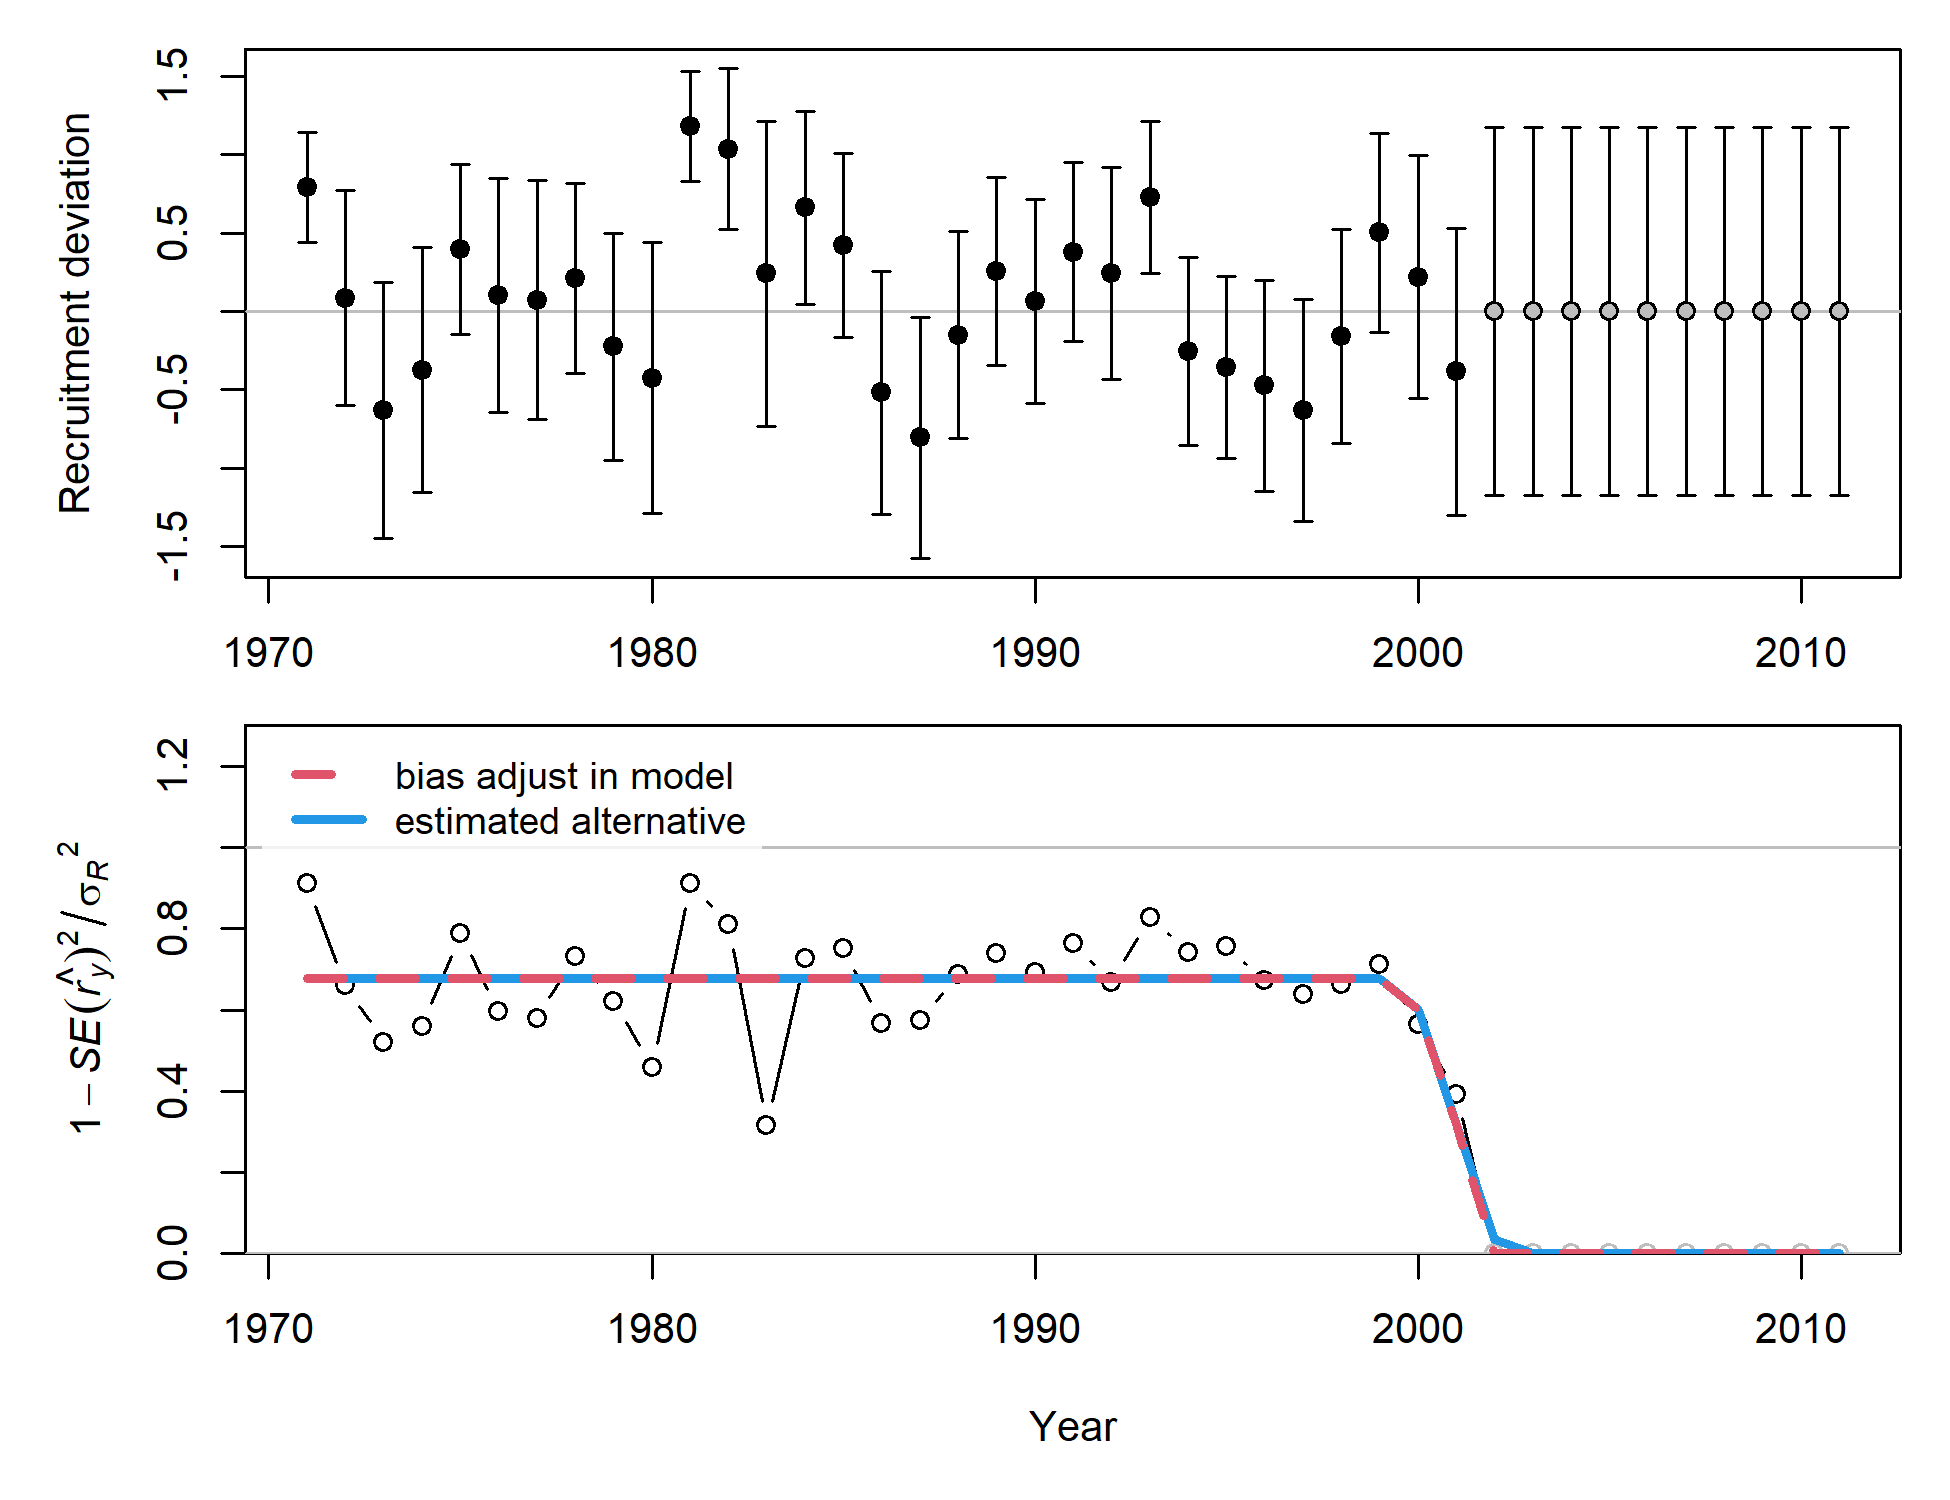 Recruitment deviation
1.5
0.5
-0.5
-1.5
1970 1980 1990 2000 2010
bias adjust in model
estimated alternative
1 − SE(r̂y)²/σR²
1.2
0.8
0.4
0.0
1970 1980 1990 2000 2010
Year